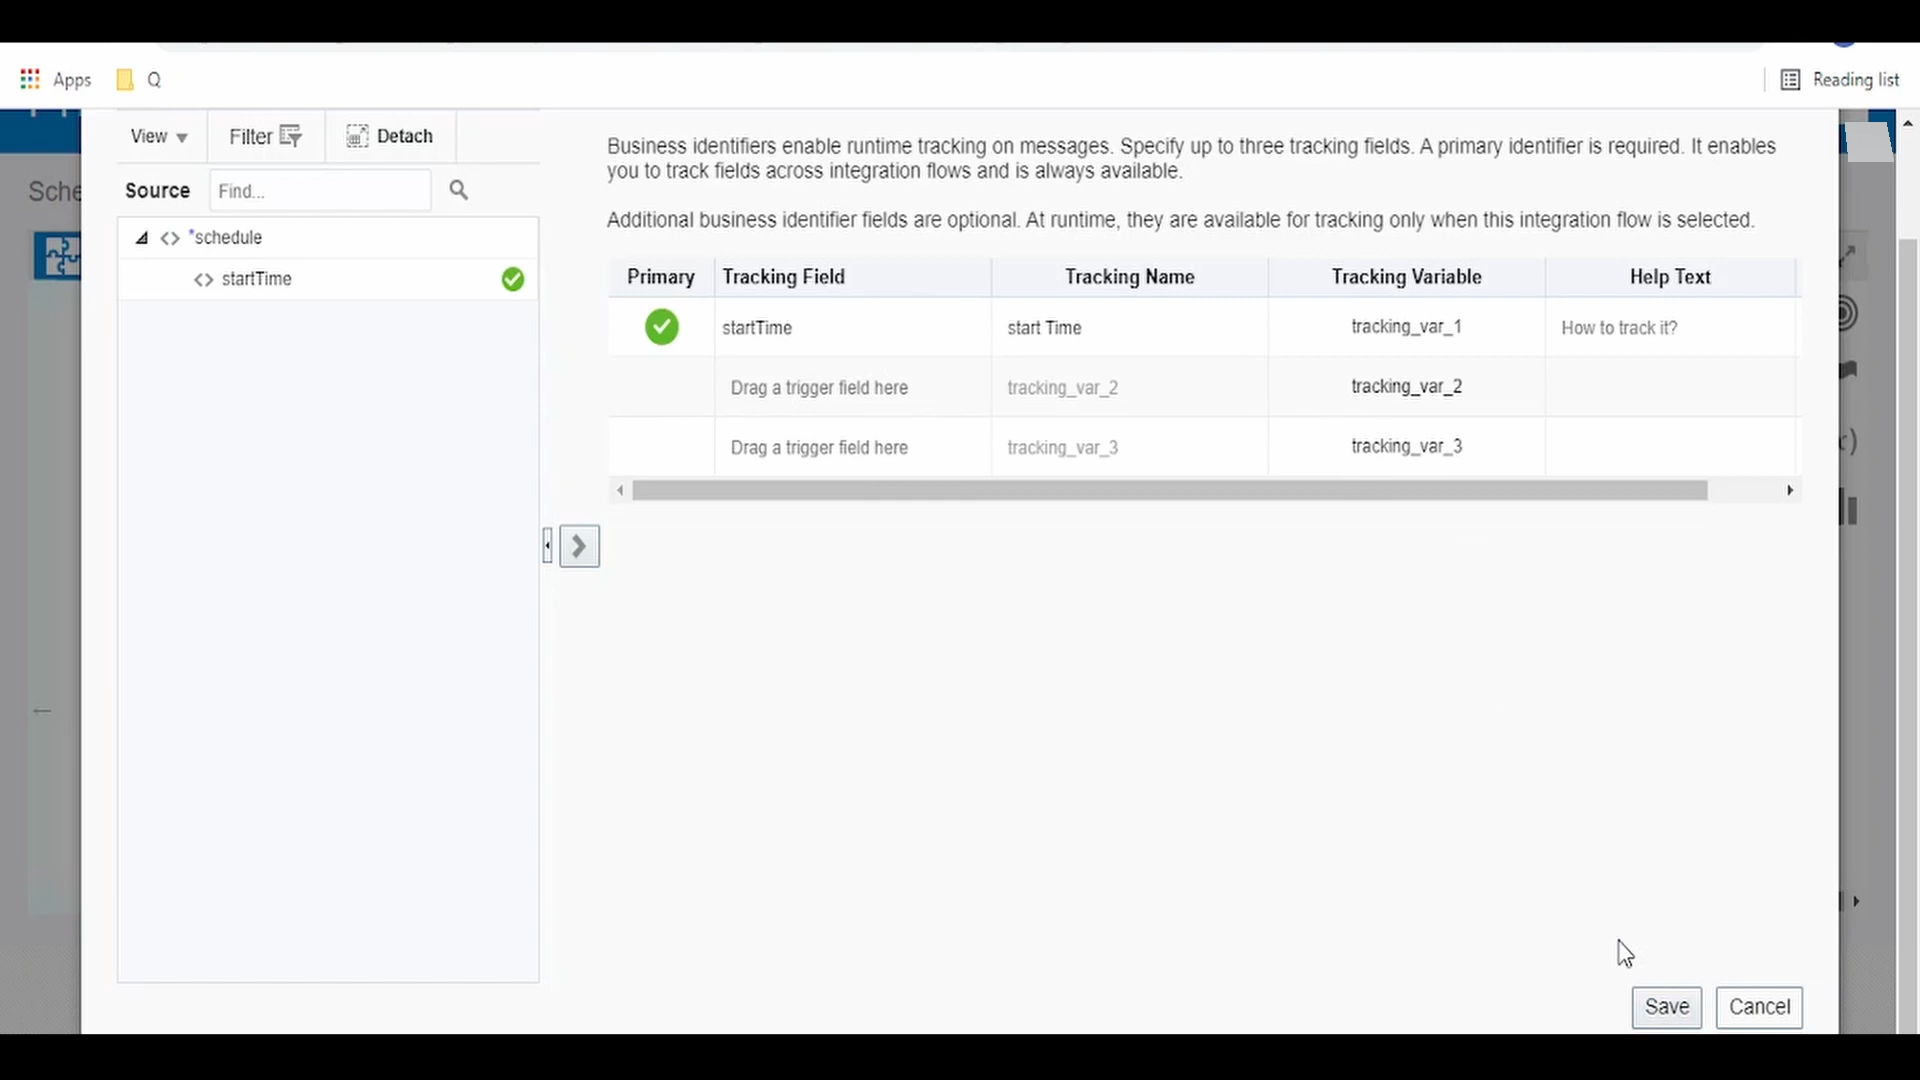 Apps Q Reading list
View Filter Detach
Source Find...
*schedule
startTime
Business identifiers enable runtime tracking on messages. Specify up to three tracking fields. A primary identifier is required. It enables
you to track fields across integration flows and is always available.
Additional business identifier fields are optional. At runtime, they are available for tracking only when this integration flow is selected.
Primary Tracking Field Tracking Name Tracking Variable Help Text
startTime start Time tracking_var_1 How to track it?
Drag a trigger field here tracking_var_2 tracking_var_2
Drag a trigger field here tracking_var_3 tracking_var_3
Sche
Save Cancel